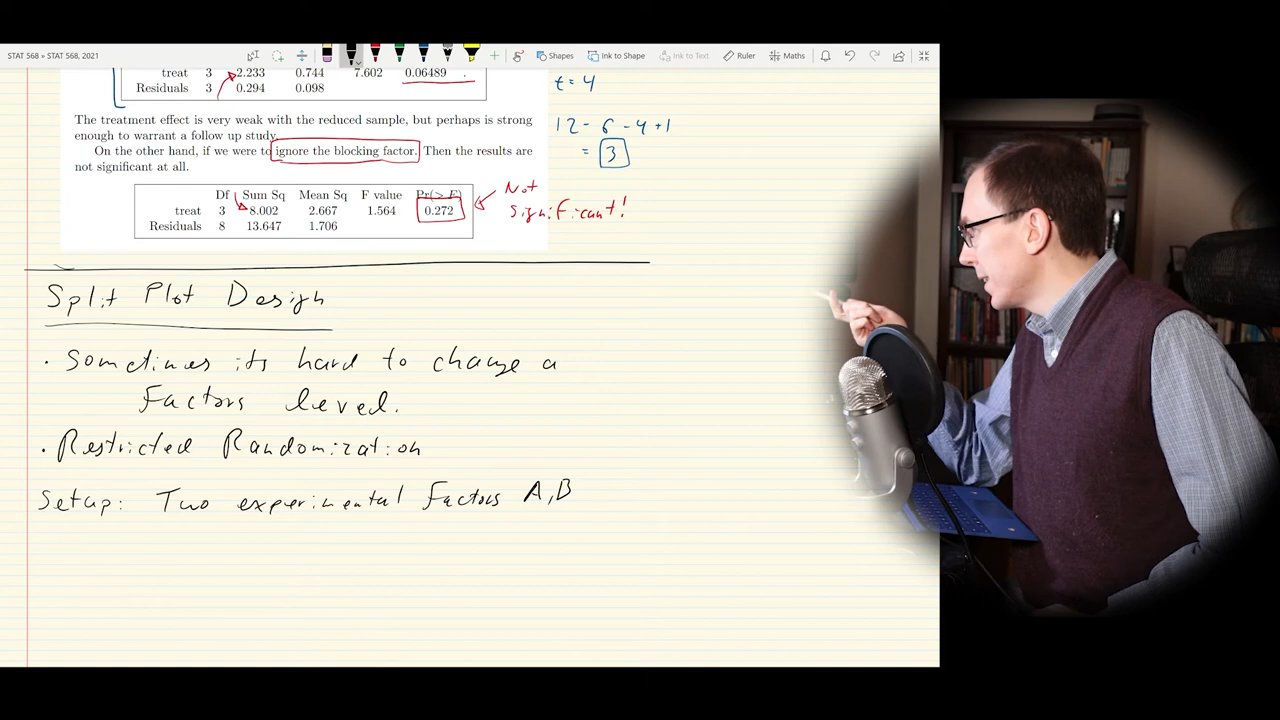 STAT 568 » STAT 568, 2021
Shapes
Ink to Shape
Ink to Text
Ruler
Maths
treat 3 2.233 0.744 7.602 0.06489 .
Residuals 3 0.294 0.098
t = 4
The treatment effect is very weak with the reduced sample, but perhaps is strong
enough to warrant a follow up study.
12 - 6 - 4 + 1
= 3
On the other hand, if we were to ignore the blocking factor. Then the results are
not significant at all.
Df Sum Sq Mean Sq F value Pr(> F)
treat 3 8.002 2.667 1.564 0.272
Residuals 8 13.647 1.706
Not
significant!
Split Plot Design
· Sometimes its hard to change a
Factors level.
· Restricted Randomization
Setup: Two experimental Factors A,B